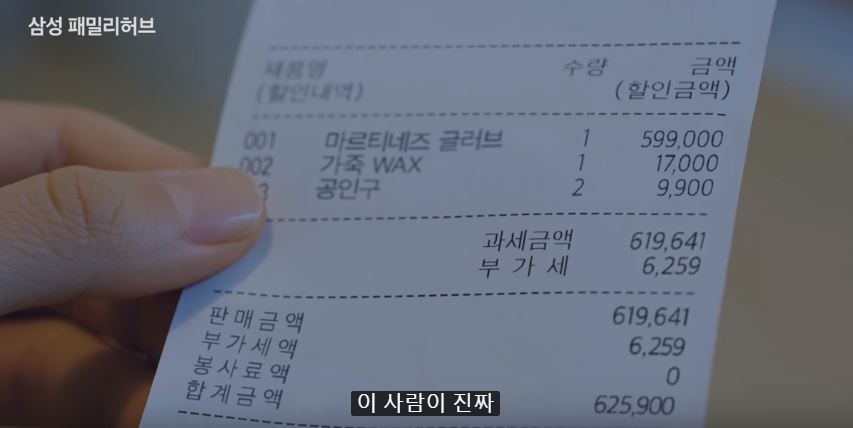 삼성 패밀리허브
제품명 수량 금액
(할인내역) (할인금액)
001 마르티네즈 글러브 1 599,000
002 가죽 WAX 1 17,000
3 공인구 2 9,900
과세금액 619,641
부 가 세 6,259
판 매 금 액 619,641
부 가 세 액 6,259
봉 사 료 액 0
합 계 금 액 625,900
이 사람이 진짜